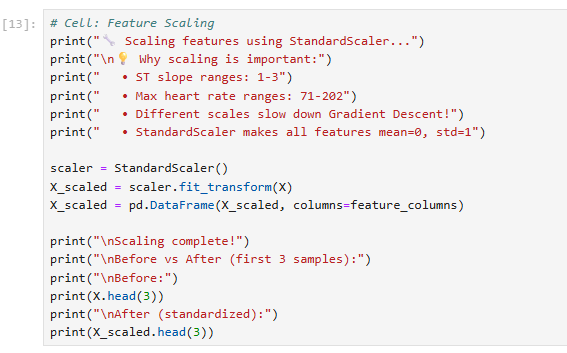 [13]:
# Cell: Feature Scaling
print("🔧 Scaling features using StandardScaler...")
print("\n💡 Why scaling is important:")
print("   • ST slope ranges: 1-3")
print("   • Max heart rate ranges: 71-202")
print("   • Different scales slow down Gradient Descent!")
print("   • StandardScaler makes all features mean=0, std=1")

scaler = StandardScaler()
X_scaled = scaler.fit_transform(X)
X_scaled = pd.DataFrame(X_scaled, columns=feature_columns)

print("\nScaling complete!")
print("\nBefore vs After (first 3 samples):")
print("\nBefore:")
print(X.head(3))
print("\nAfter (standardized):")
print(X_scaled.head(3))